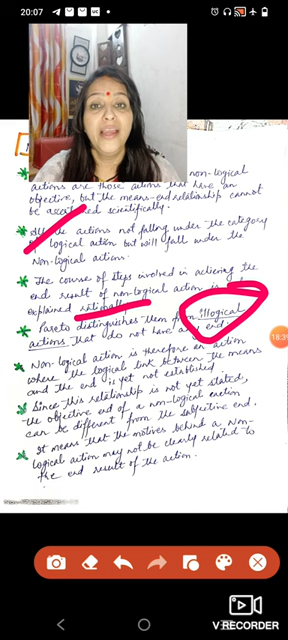 20:07
non-logical
actions are those actions that have an
objective, but the means-end relationship cannot
be ascertained scientifically.
All the actions not falling under the category
of logical action but will fall under the
Non-logical actions.
The course of steps involved in achieving the
end result of non-logical action is
explained rationally
Pareto distinguishes them from illogical
actions that do not have any end.
Non-logical action is therefore an action
where the logical link between the means
and the end is yet not established.
Since this relationship is not yet stated,
the objective end of a non-logical action
can be different from the subjective end.
It means that the motives behind a non-
logical action may not be clearly related to
the end result of the action.
V RECORDER